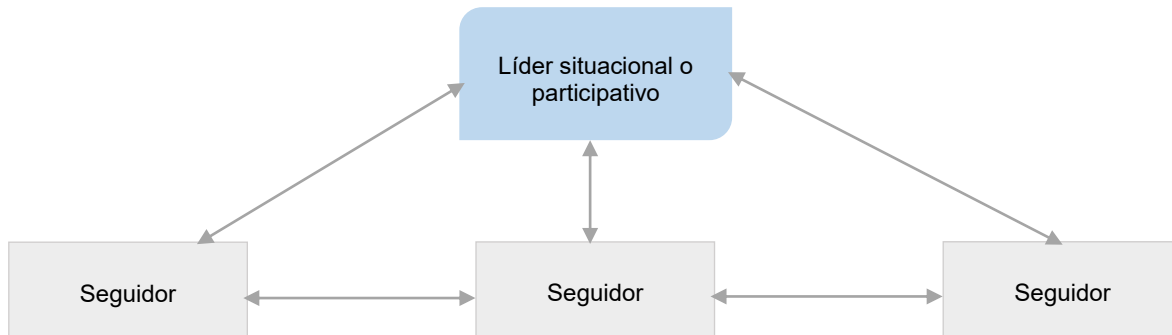 Líder situacional o
participativo
Seguidor
Seguidor
Seguidor